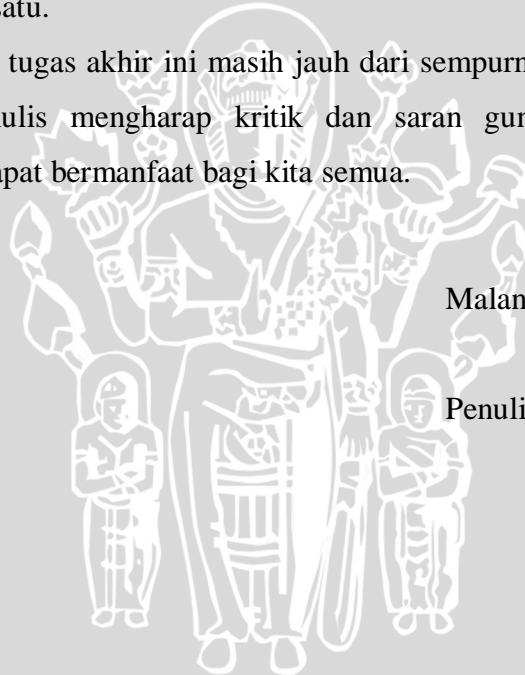 satu.
tugas akhir ini masih jauh dari sempurn
ulis mengharap kritik dan saran gun
apat bermanfaat bagi kita semua.
Malan
Penuli